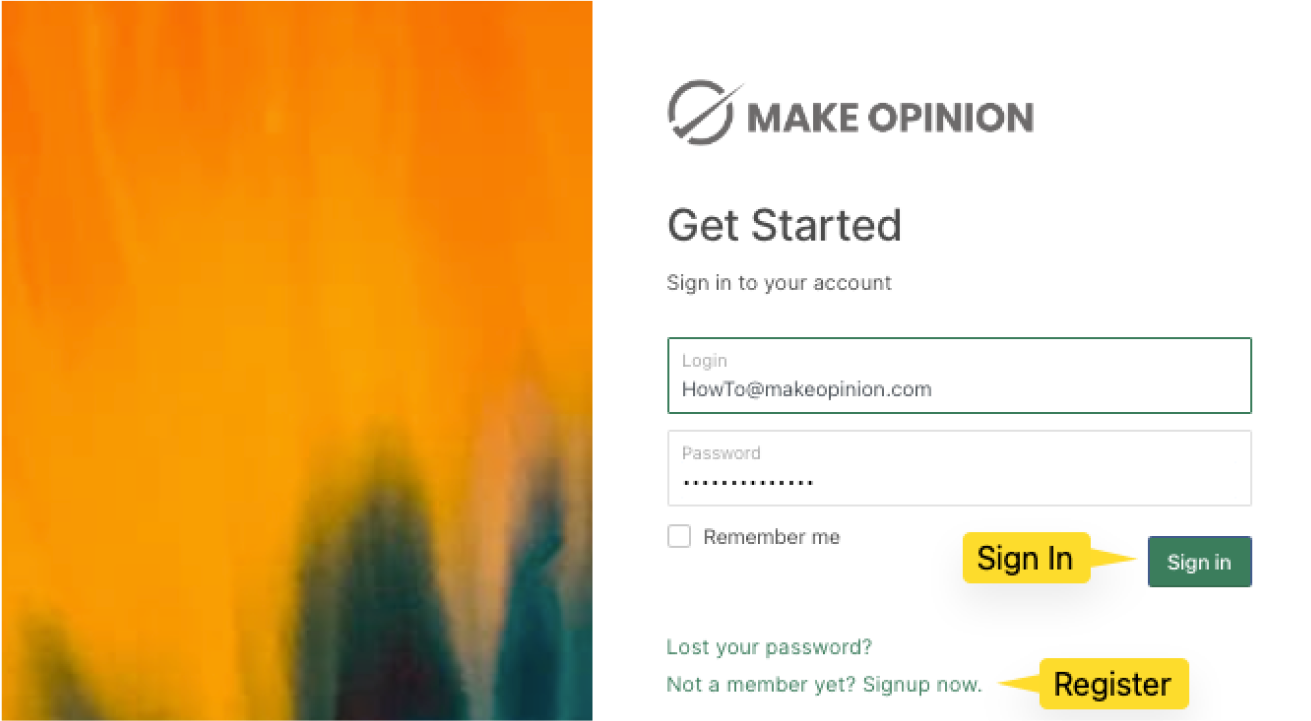 MAKE OPINION
Get Started
Sign in to your account
Login
HowTo@makeopinion.com
Password
••••••••••••••
Remember me
Sign In
Sign in
Lost your password?
Not a member yet? Signup now.
Register